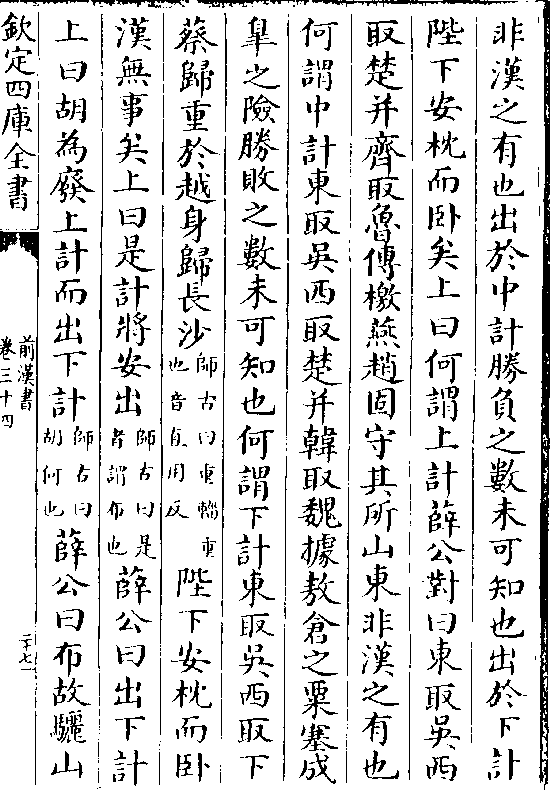 非漢之有也出於中計勝負之數未可知也出於下計
陛下安枕而卧矣上曰何謂上計薛公對曰東取吳西
取楚并齊取魯傳檄燕趙固守其所山東非漢之有也
何謂中計東取吳西取楚并韓取魏據敖倉之粟塞成
臯之險勝敗之數未可知也何謂下計東取吳西取下
蔡歸重於越身歸長沙師古曰重輜重也音直用反陛下安枕而卧
漢無事矣上曰是計將安出師古曰是者謂布也薛公曰出下計
上曰胡為廢上計而出下計師古曰胡何也薛公曰布故驪山
欽定四庫全書
前漢書
卷三十四
二十七